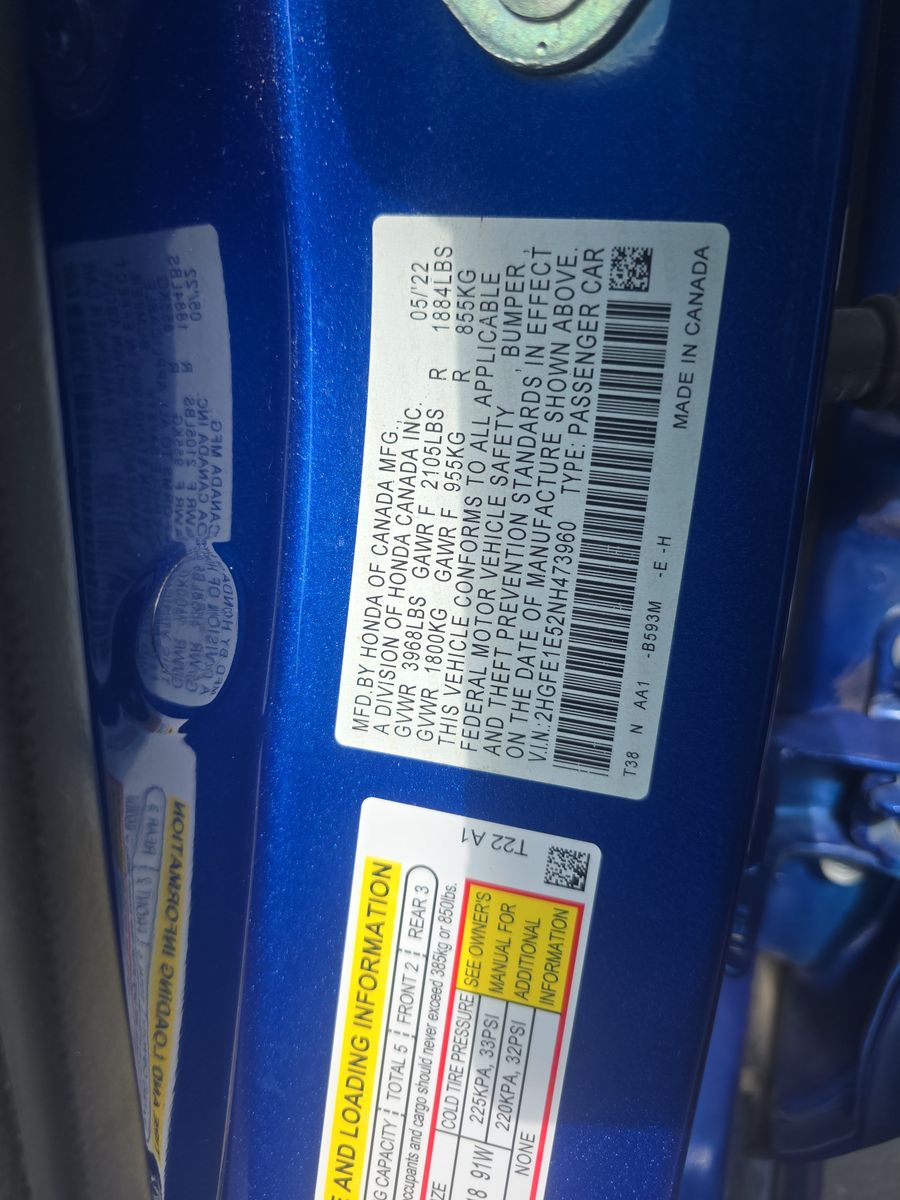 MFD.BY HONDA OF CANADA MFG.,
A DIVISION OF HONDA CANADA INC. 05/'22
GVWR 3968LBS GAWR F 2105LBS R 1884LBS
GVWR 1800KG GAWR F 955KG R 855KG
THIS VEHICLE CONFORMS TO ALL APPLICABLE
FEDERAL MOTOR VEHICLE SAFETY, BUMPER,
AND THEFT PREVENTION STANDARDS IN EFFECT
ON THE DATE OF MANUFACTURE SHOWN ABOVE.
V.I.N.:2HGFE1E52NH473960 TYPE: PASSENGER CAR
T38 N AA1 -B593M -E -H MADE IN CANADA
T22 A1
E AND LOADING INFORMATION
G CAPACITY TOTAL 5 FRONT 2 REAR 3
ccupants and cargo should never exceed 385kg or 850lbs.
IZE COLD TIRE PRESSURE SEE OWNER'S
MANUAL FOR
ADDITIONAL
INFORMATION
18 91W 225KPA, 33PSI
220KPA, 32PSI
NONE